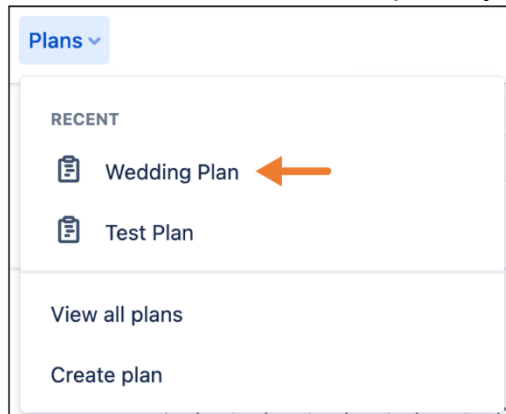 Plans
RECENT
Wedding Plan
Test Plan
View all plans
Create plan